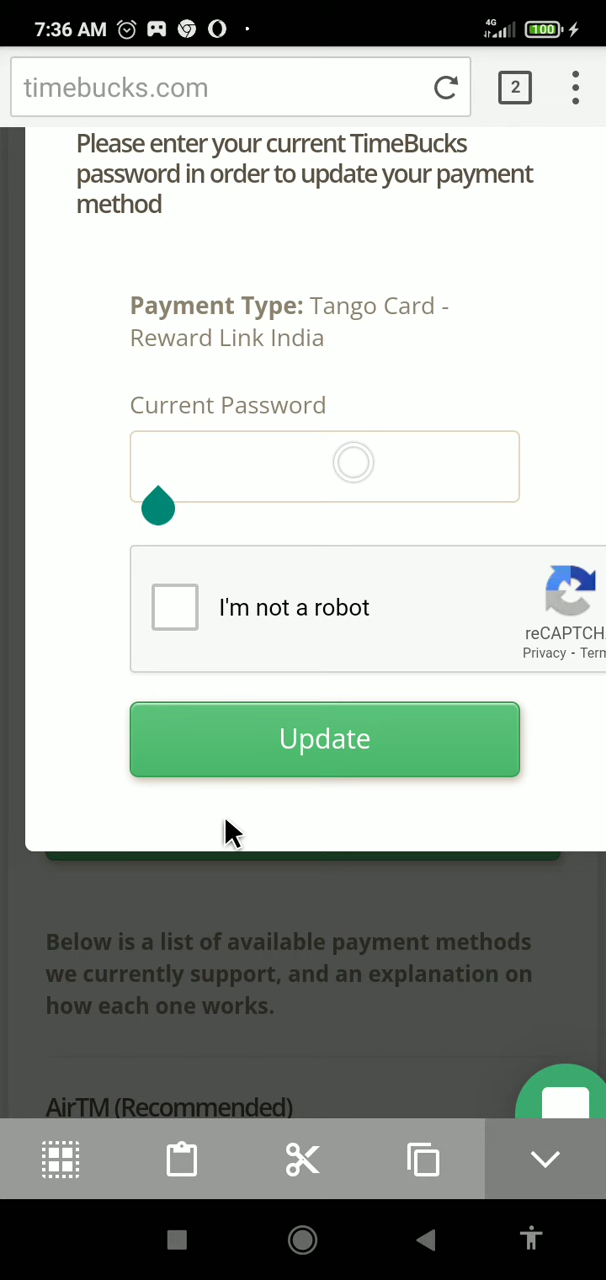 7:36 AM
4G
100
timebucks.com
2
Please enter your current TimeBucks
password in order to update your payment
method
Payment Type: Tango Card -
Reward Link India
Current Password
I'm not a robot
reCAPTCHA
Privacy - Term
Update
Below is a list of available payment methods
we currently support, and an explanation on
how each one works.
AirTM (Recommended)